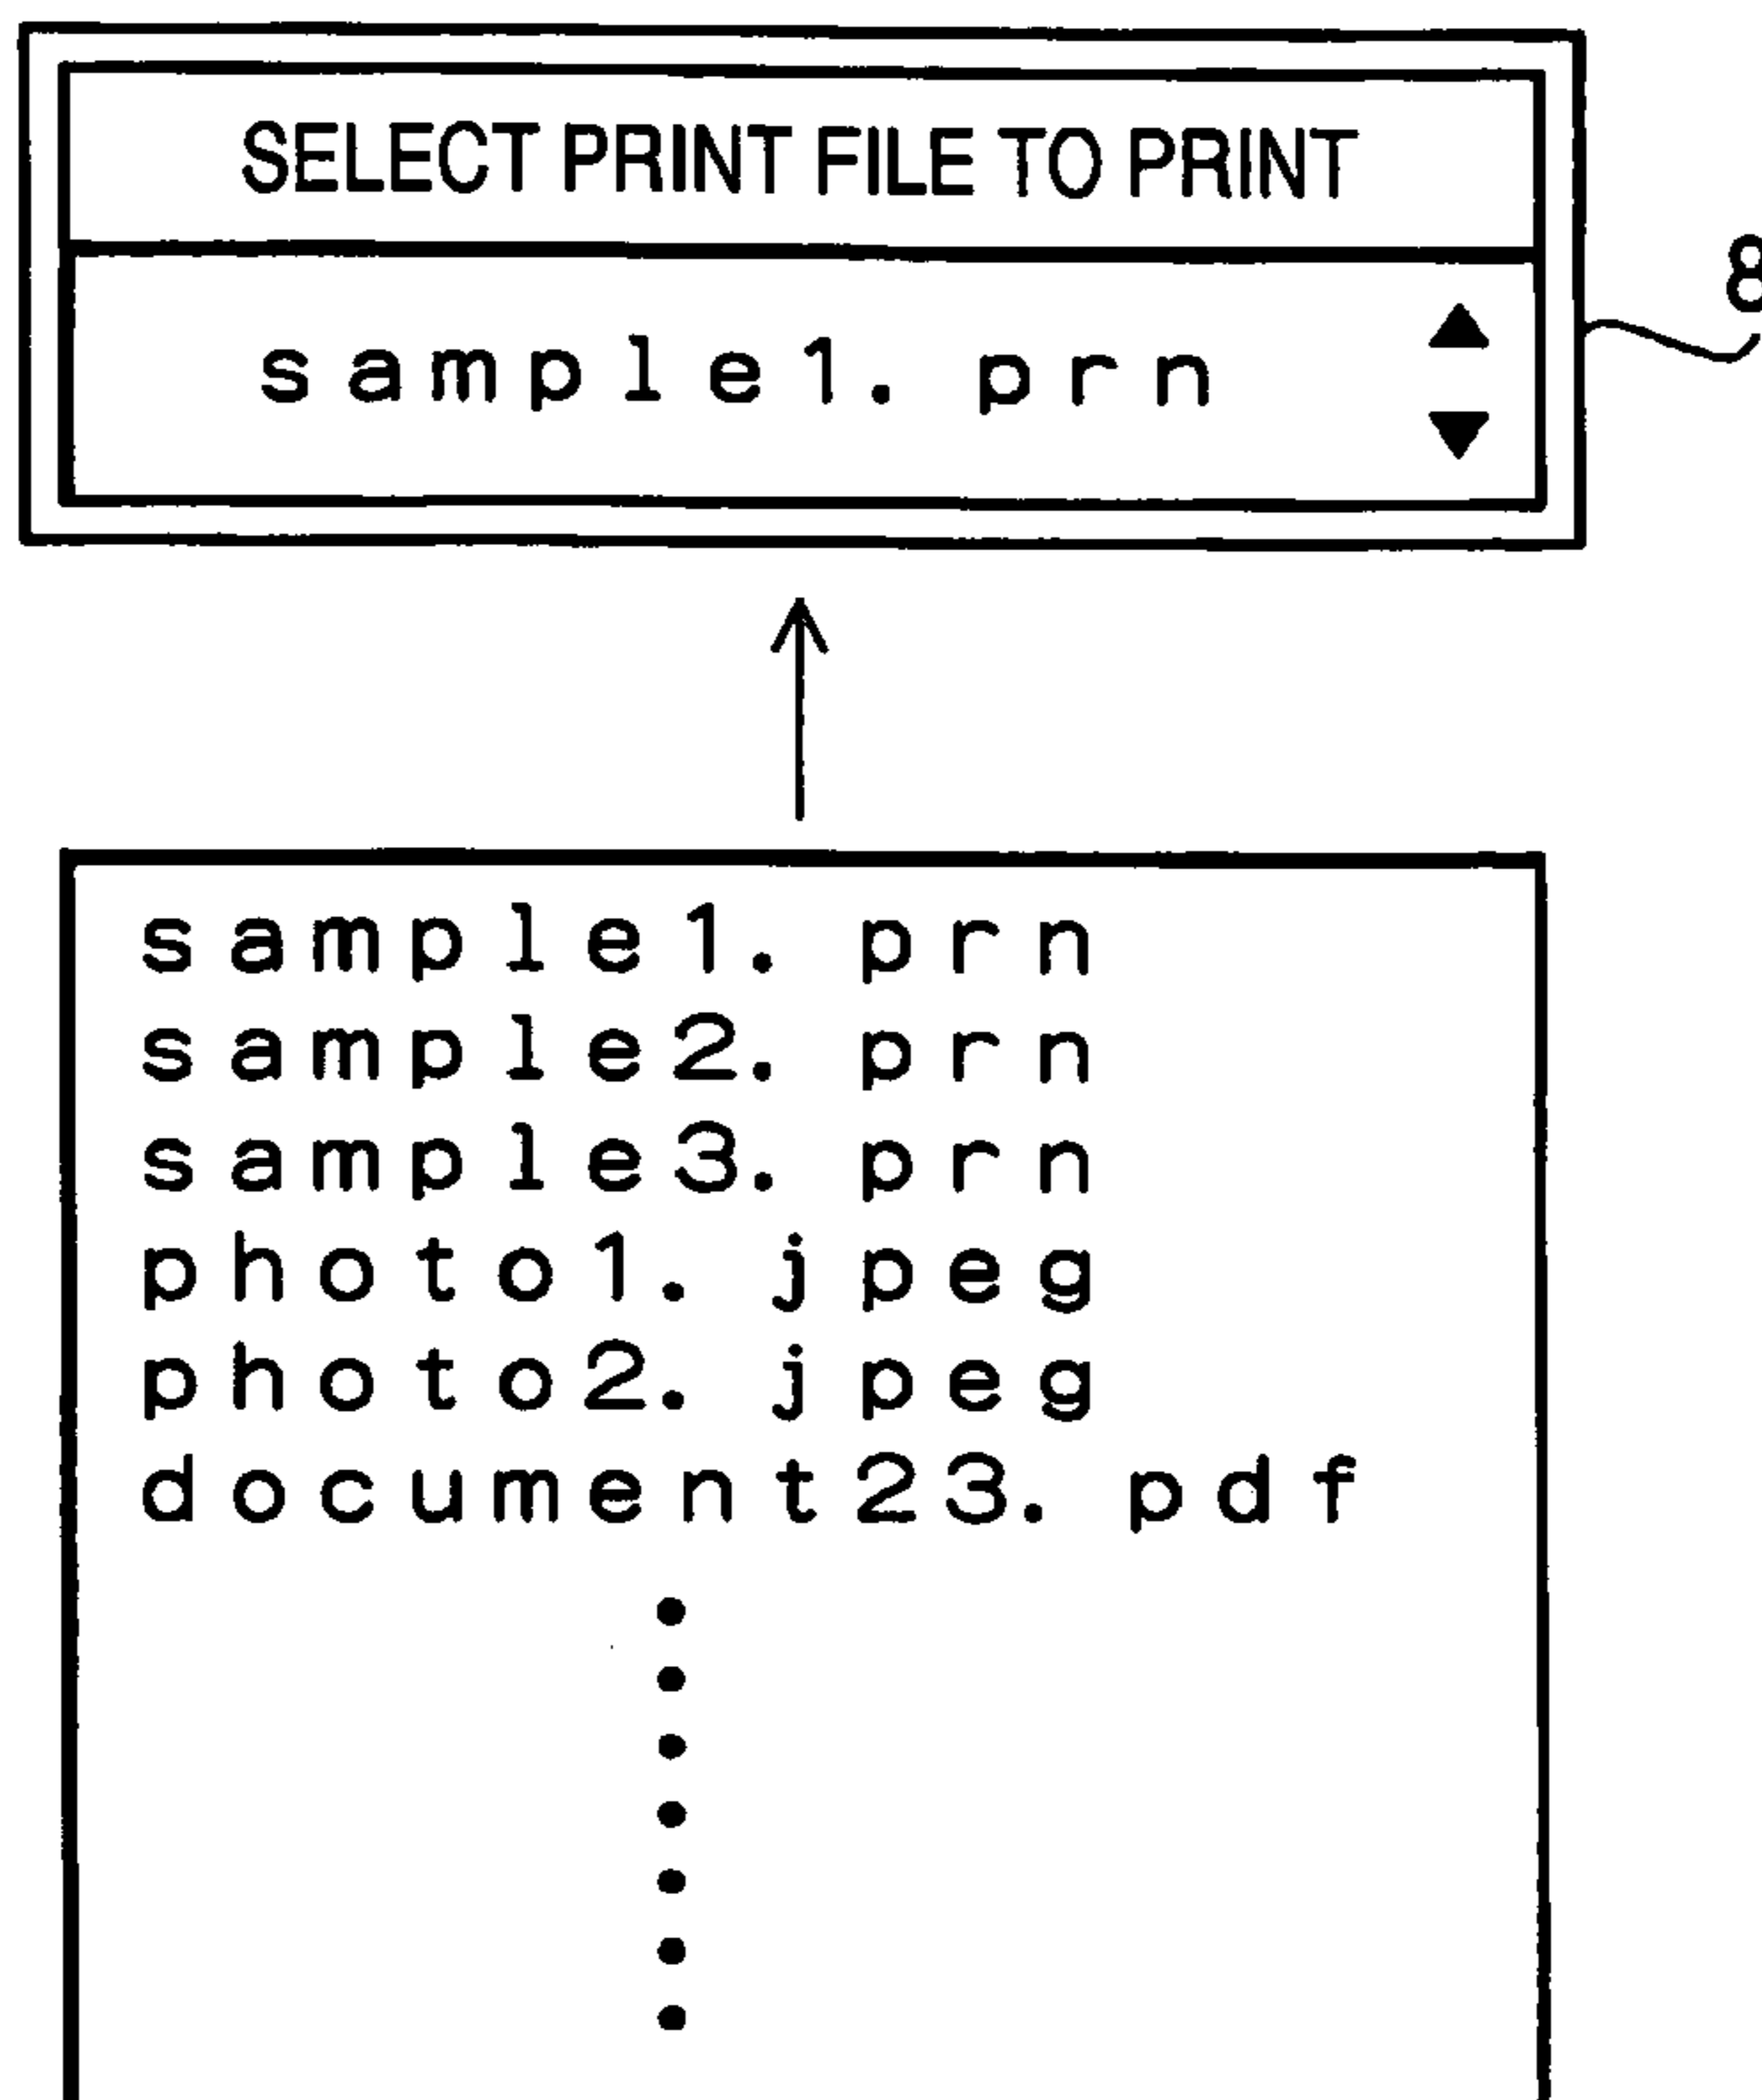 SELECT PRINT FILE TO PRINT
sample1.prn
8
sample1.prn
sample2.prn
sample3.prn
photo1.jpeg
photo2.jpeg
document23.pdf